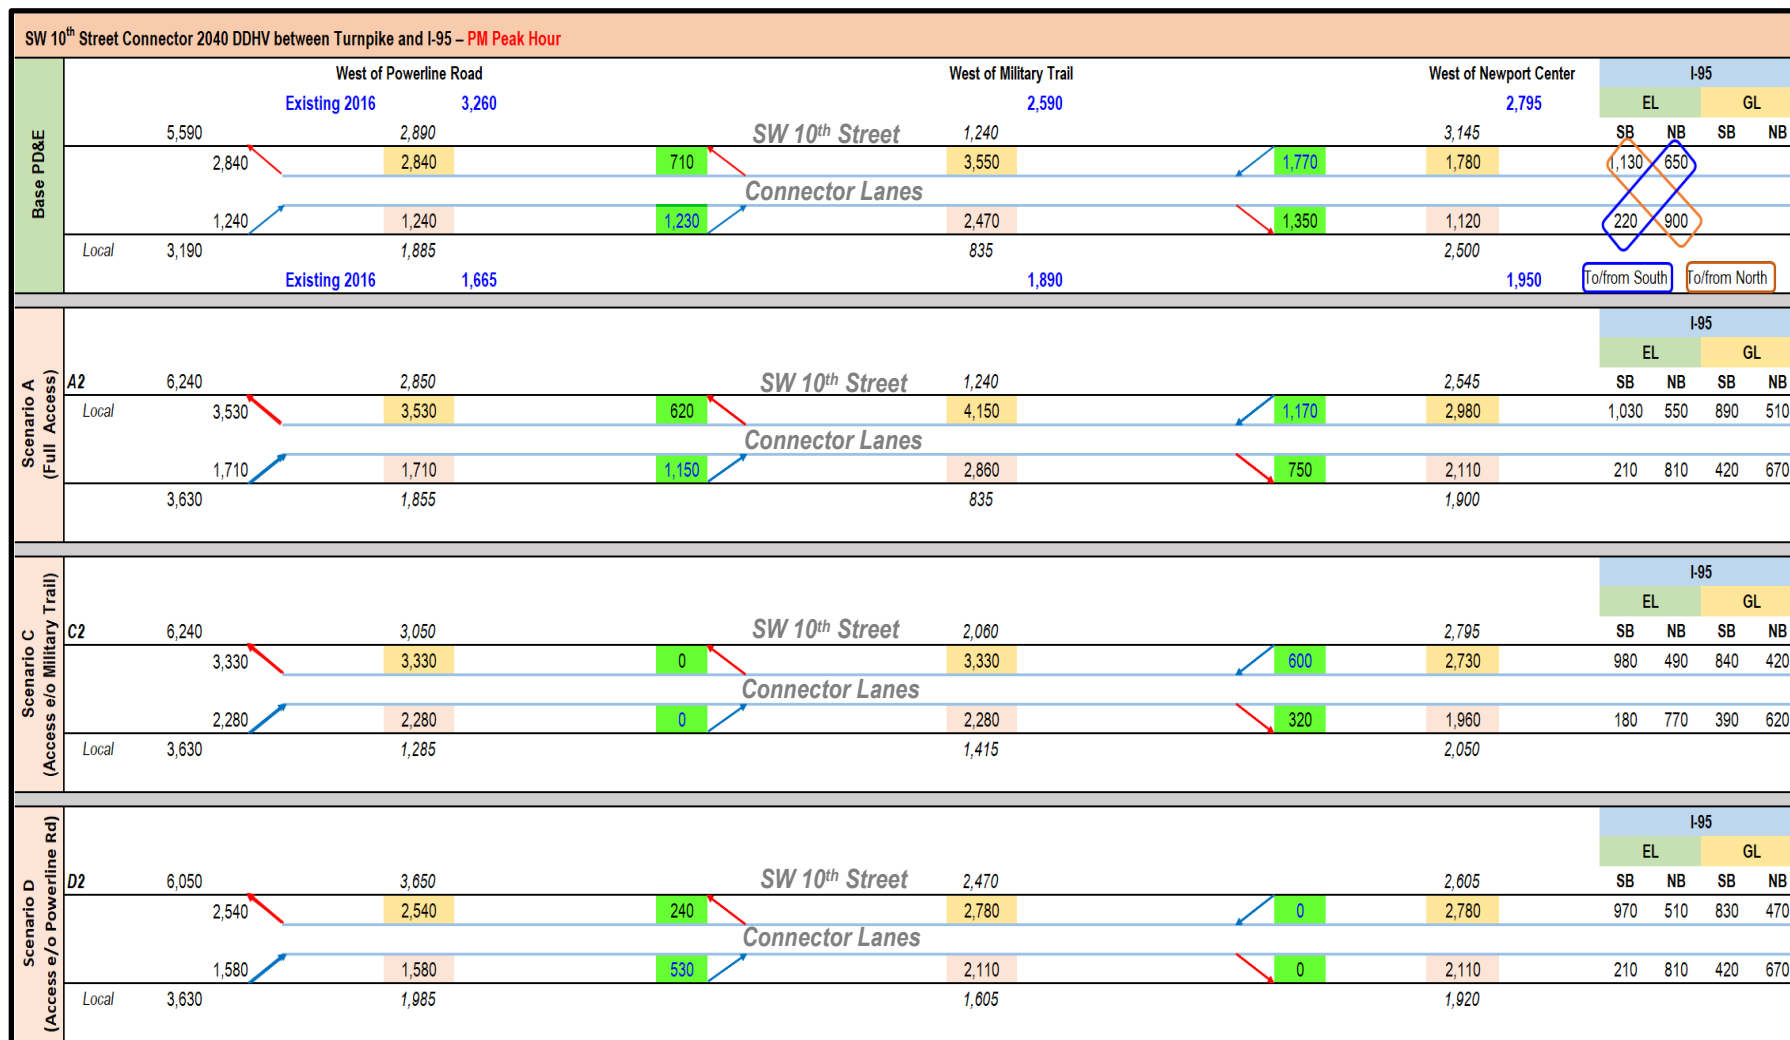 SW 10th Street Connector 2040 DDHV between Turnpike and I-95 – PM Peak Hour
Base PD&E
West of Powerline Road West of Military Trail West of Newport Center I-95
Existing 2016 3,260 2,590 2,795 EL GL
5,590 2,890 SW 10th Street 1,240 3,145 SB NB SB NB
2,840 2,840 710 3,550 1,770 1,780 1,130 650
Connector Lanes
1,240 1,240 1,230 2,470 1,350 1,120 220 900
Local 3,190 1,885 835 2,500
Existing 2016 1,665 1,890 1,950 To/from South To/from North
Scenario A
(Full Access)
I-95
EL GL
A2 6,240 2,850 SW 10th Street 1,240 2,545 SB NB SB NB
Local 3,530 3,530 620 4,150 1,170 2,980 1,030 550 890 510
Connector Lanes
1,710 1,710 1,150 2,860 750 2,110 210 810 420 670
3,630 1,855 835 1,900
Scenario C
(Access e/o Military Trail)
I-95
EL GL
C2 6,240 3,050 SW 10th Street 2,060 2,795 SB NB SB NB
3,330 3,330 0 3,330 600 2,730 980 490 840 420
Connector Lanes
2,280 2,280 0 2,280 320 1,960 180 770 390 620
Local 3,630 1,285 1,415 2,050
Scenario D
(Access e/o Powerline Rd)
I-95
EL GL
D2 6,050 3,650 SW 10th Street 2,470 2,605 SB NB SB NB
2,540 2,540 240 2,780 0 2,780 970 510 830 470
Connector Lanes
1,580 1,580 530 2,110 0 2,110 210 810 420 670
Local 3,630 1,985 1,605 1,920